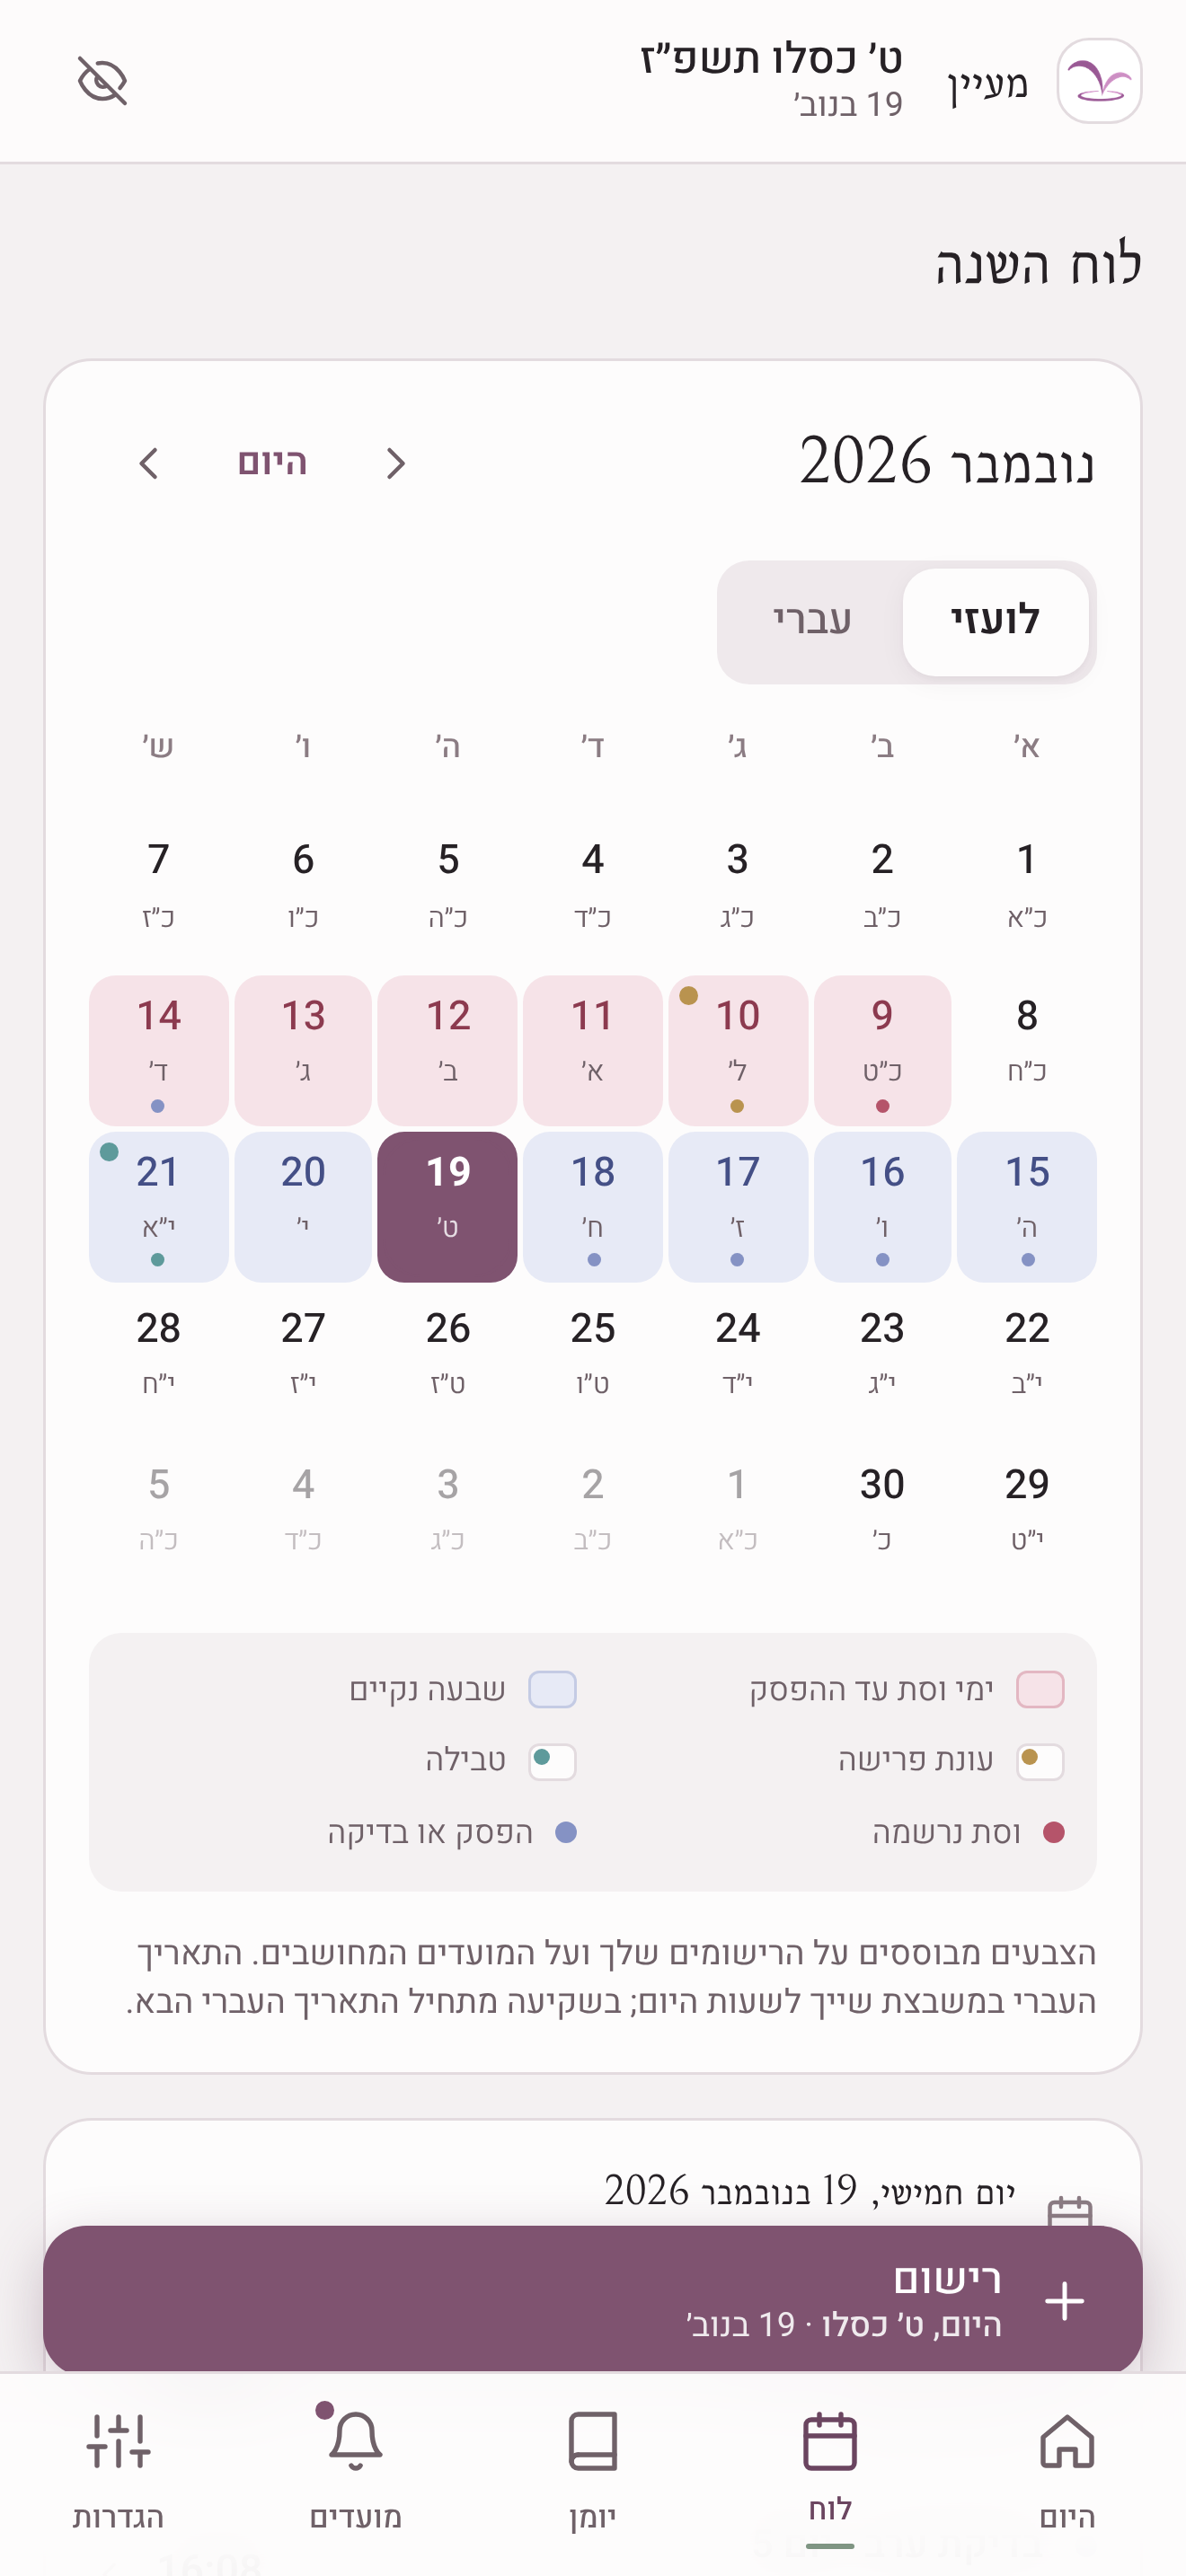 מעיין
ט׳ כסלו תשפ״ז
19 בנוב׳
לוח השנה
נובמבר 2026
היום
לועזי עברי
א׳ ב׳ ג׳ ד׳ ה׳ ו׳ ש׳
1 2 3 4 5 6 7
כ״א כ״ב כ״ג כ״ד כ״ה כ״ו כ״ז
8 9 10 11 12 13 14
כ״ח כ״ט ל׳ א׳ ב׳ ג׳ ד׳
15 16 17 18 19 20 21
ה׳ ו׳ ז׳ ח׳ ט׳ י׳ י״א
22 23 24 25 26 27 28
י״ב י״ג י״ד ט״ו ט״ז י״ז י״ח
29 30 1 2 3 4 5
י״ט כ׳ כ״א כ״ב כ״ג כ״ד כ״ה
ימי וסת עד ההפסק שבעה נקיים
עונת פרישה טבילה
וסת נרשמה הפסק או בדיקה
הצבעים מבוססים על הרישומים שלך ועל המועדים המחושבים. התאריך
העברי במשבצת שייך לשעות היום; בשקיעה מתחיל התאריך העברי הבא.
יום חמישי, 19 בנובמבר 2026
רישום
היום, ט׳ כסלו · 19 בנוב׳
היום לוח יומן מועדים הגדרות
16:08